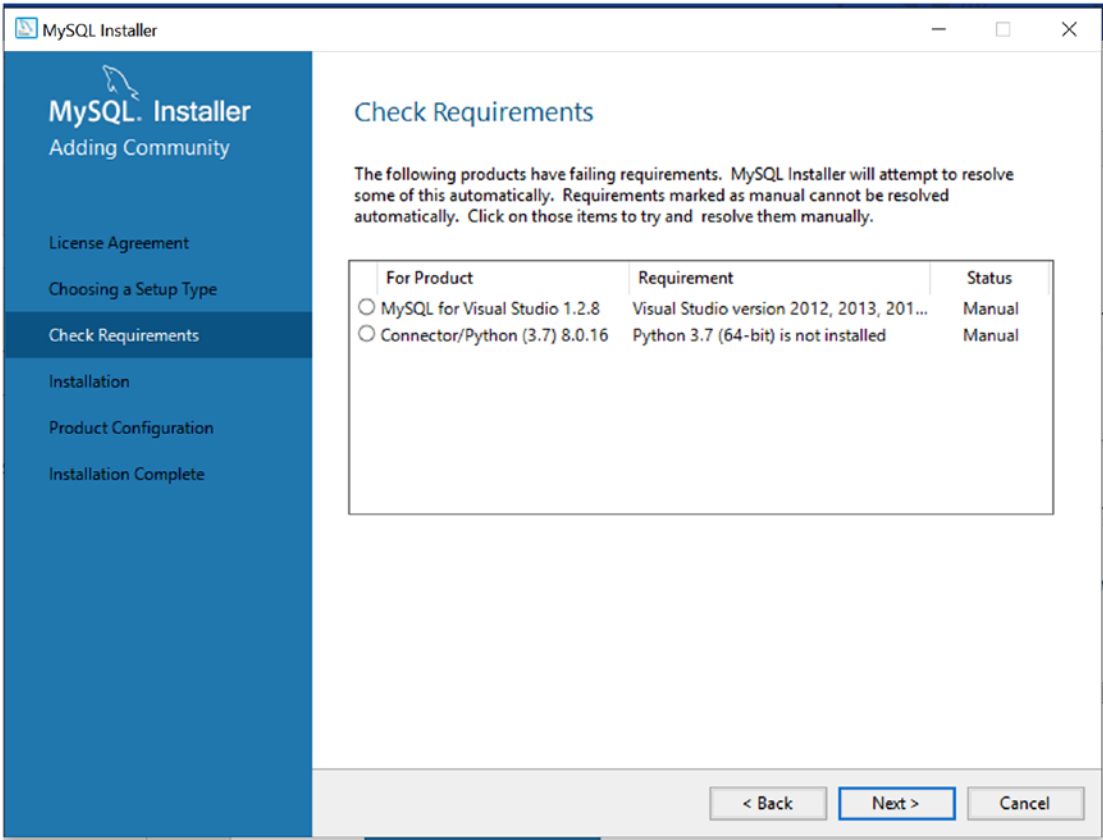 MySQL Installer
MySQL. Installer
Adding Community
License Agreement
Choosing a Setup Type
Check Requirements
Installation
Product Configuration
Installation Complete
Check Requirements
The following products have failing requirements. MySQL Installer will attempt to resolve
some of this automatically. Requirements marked as manual cannot be resolved
automatically. Click on those items to try and resolve them manually.
For Product Requirement Status
MySQL for Visual Studio 1.2.8 Visual Studio version 2012, 2013, 201... Manual
Connector/Python (3.7) 8.0.16 Python 3.7 (64-bit) is not installed Manual
< Back Next > Cancel